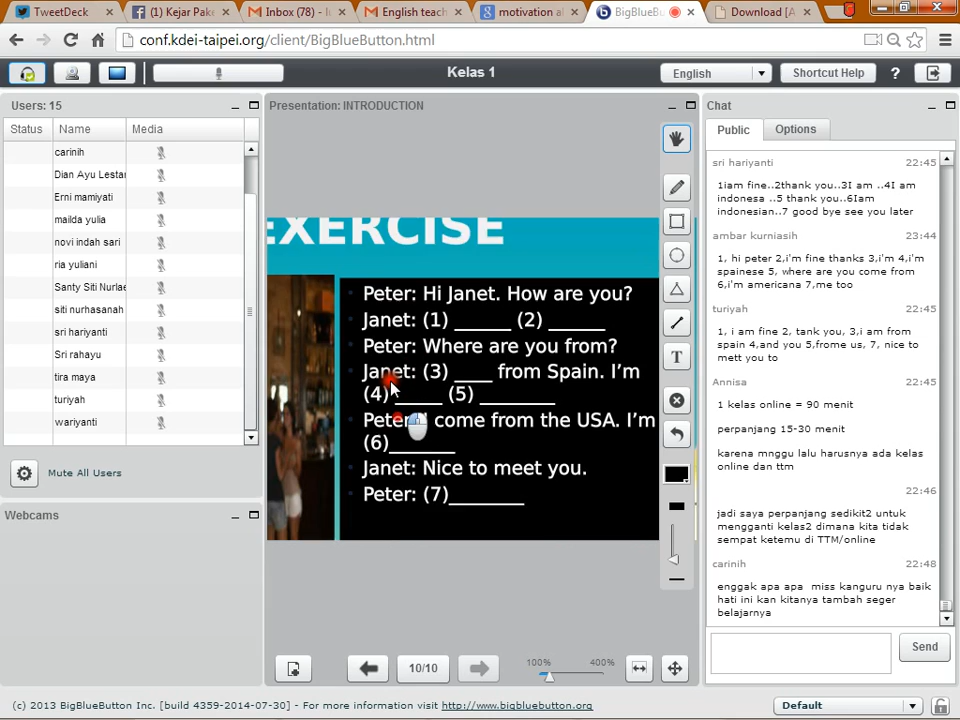 TweetDeck
(1) Kejar Pake
Inbox (78) - l
English teach
motivation al
BigBlueBu
Download [A
conf.kdei-taipei.org/client/BigBlueButton.html
Kelas 1
English
Shortcut Help
?
Users: 15
Status Name Media
carinih
Dian Ayu Lestar
Erni mamiyati
mailda yulia
novi indah sari
ria yuliani
Santy Siti Nurlae
siti nurhasanah
sri hariyanti
Sri rahayu
tira maya
turiyah
wariyanti
Mute All Users
Webcams
Presentation: INTRODUCTION
EXERCISE
Peter: Hi Janet. How are you?
Janet: (1) ______ (2) ______
Peter: Where are you from?
Janet: (3) ____ from Spain. I’m
(4) _____ (5) ________
Peter: I come from the USA. I’m
(6)_______
Janet: Nice to meet you.
Peter: (7)________
T
10/10
100% 400%
Chat
Public Options
sri hariyanti 22:45
1iam fine..2thank you..3I am ..4I am
indonesa ..5 thank you..6Iam
indonesian..7 good bye see you later
ambar kurniasih 23:44
1, hi peter 2,i'm fine thanks 3,i'm 4,i'm
spainese 5, where are you come from
6,i'm americana 7,me too
turiyah 22:45
1, i am fine 2, tank you, 3,i am from
spain 4,and you 5,frome us, 7, nice to
mett you to
Annisa 22:45
1 kelas online = 90 menit
perpanjang 15-30 menit
karena mnggu lalu harusnya ada kelas
online dan ttm
22:46
jadi saya perpanjang sedikit2 untuk
mengganti kelas2 dimana kita tidak
sempat ketemu di TTM/online
carinih 22:48
enggak apa apa miss kanguru nya baik
hati ini kan kitanya tambah seger
belajarnya
Send
(c) 2013 BigBlueButton Inc. [build 4359-2014-07-30] - For more information visit http://www.bigbluebutton.org
Default